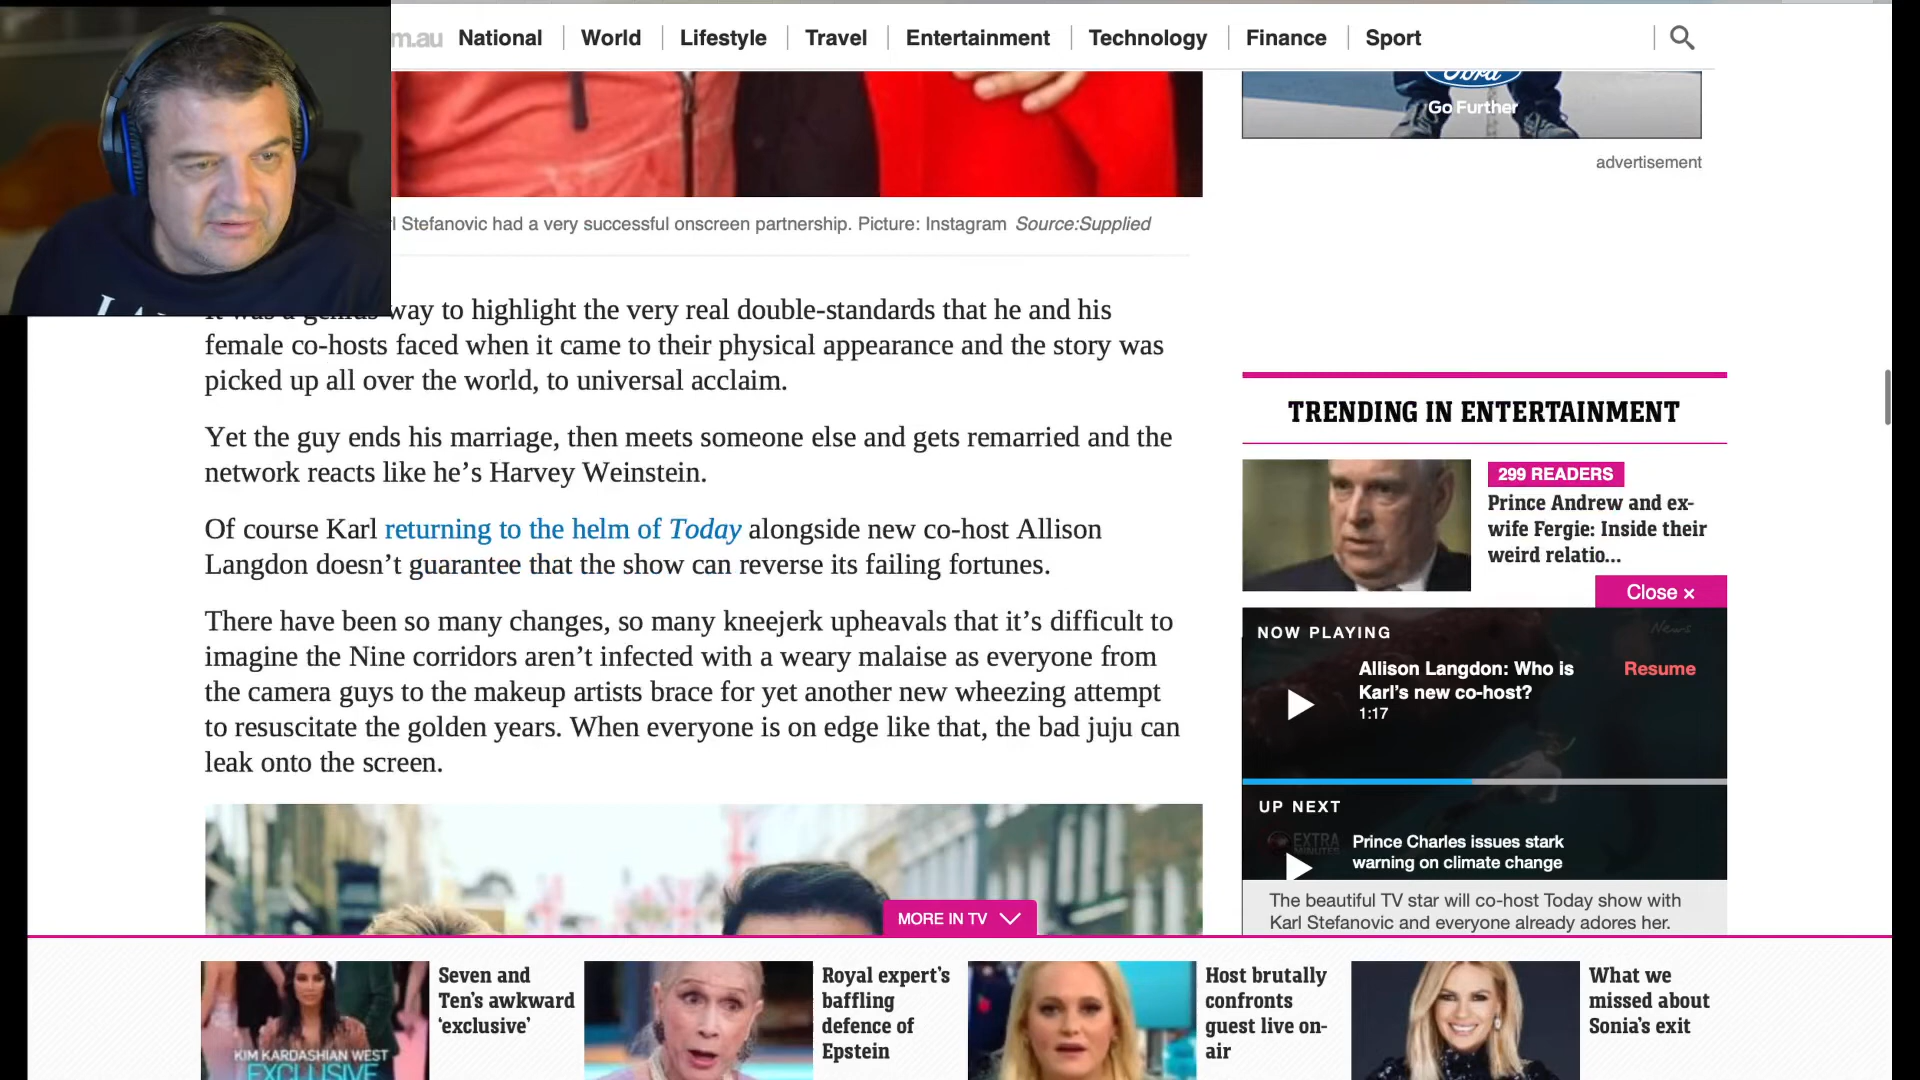 m.au
National
World
Lifestyle
Travel
Entertainment
Technology
Finance
Sport
Ford
Go Further
advertisement
l Stefanovic had a very successful onscreen partnership. Picture: Instagram Source:Supplied
It was a genius way to highlight the very real double-standards that he and his
female co-hosts faced when it came to their physical appearance and the story was
picked up all over the world, to universal acclaim.
Yet the guy ends his marriage, then meets someone else and gets remarried and the
network reacts like he’s Harvey Weinstein.
Of course Karl returning to the helm of Today alongside new co-host Allison
Langdon doesn’t guarantee that the show can reverse its failing fortunes.
There have been so many changes, so many kneejerk upheavals that it’s difficult to
imagine the Nine corridors aren’t infected with a weary malaise as everyone from
the camera guys to the makeup artists brace for yet another new wheezing attempt
to resuscitate the golden years. When everyone is on edge like that, the bad juju can
leak onto the screen.
TRENDING IN ENTERTAINMENT
299 READERS
Prince Andrew and ex-
wife Fergie: Inside their
weird relatio...
Close ×
NOW PLAYING
News
Allison Langdon: Who is
Karl’s new co-host?
Resume
1:17
UP NEXT
EXTRA
MINUTES
Prince Charles issues stark
warning on climate change
The beautiful TV star will co-host Today show with
Karl Stefanovic and everyone already adores her.
MORE IN TV
KIM KARDASHIAN WEST
EXCLUSIVE
Seven and
Ten’s awkward
‘exclusive’
Royal expert’s
baffling
defence of
Epstein
Host brutally
confronts
guest live on-
air
What we
missed about
Sonia’s exit